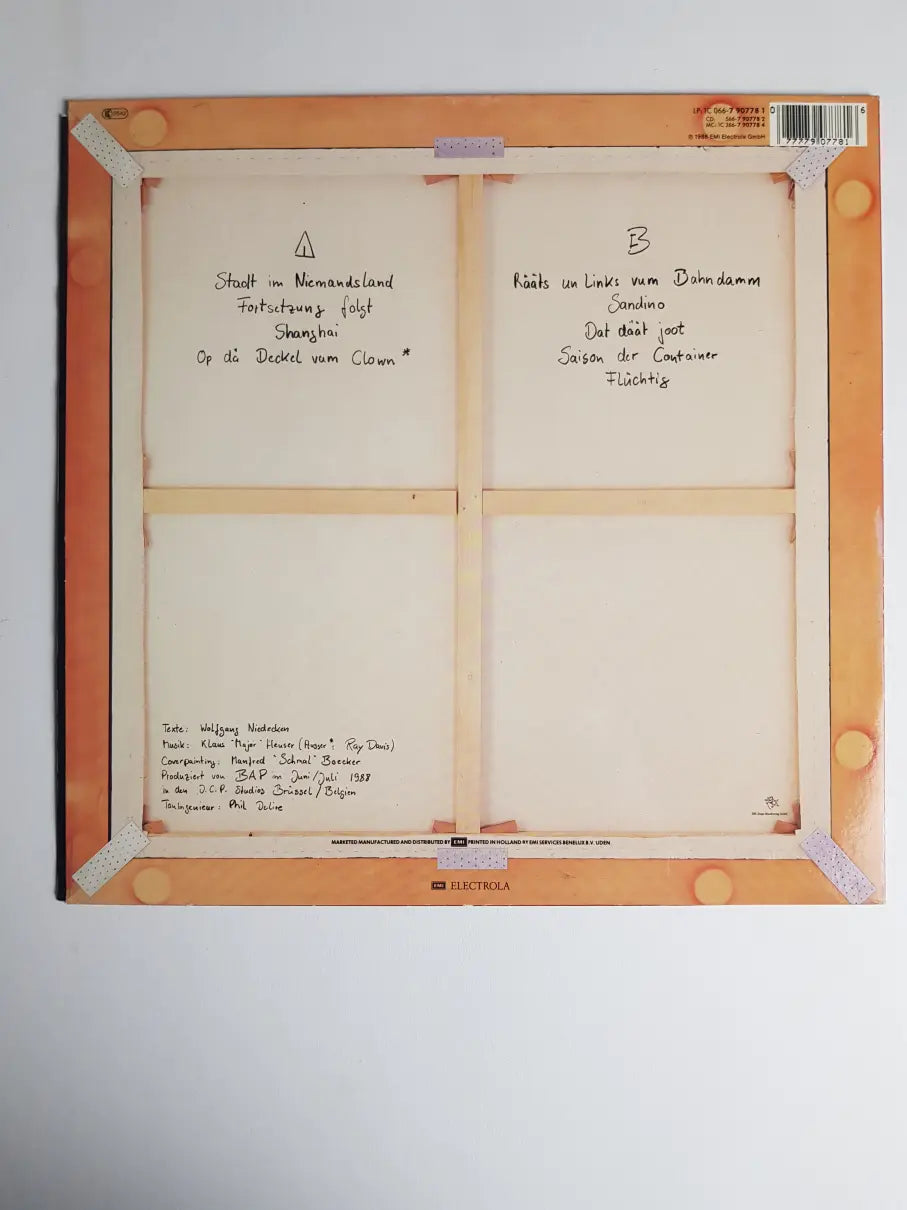 LP: 1C 066-7 90778 1
CD: 566-7 90778 2
MC: 1C 266-7 90778 4
℗ 1988 EMI Electrola GmbH
0 77779 07781 6
A
Stadt im Niemandsland
Fortsetzung folgt
Shanghai
Op dä Deckel vum Clown *
B
Rääts un Links vum Bahndamm
Sandino
Dat däät joot
Saison der Container
Flüchtig
Texte: Wolfgang Niedecken
Musik: Klaus "Major" Heuser (Ausser *: Ray Davis)
Coverpainting: Manfred "Schmal" Boecker
Produziert von BAP im Juni/Juli 1988
in den I.C.P. Studios Brüssel / Belgien
Toningenieur: Phil Delire
MARKETED MANUFACTURED AND DISTRIBUTED BY EMI PRINTED IN HOLLAND BY EMI SERVICES BENELUX B.V. UDEN.
EMI ELECTROLA